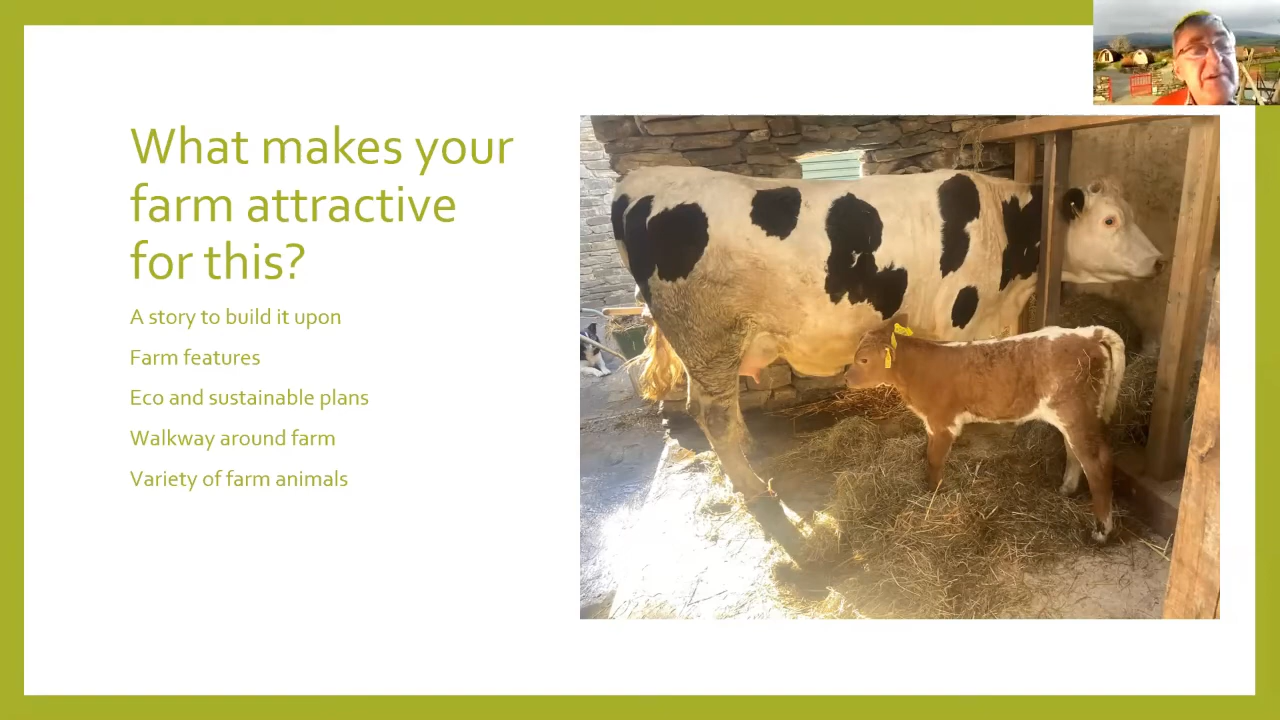 What makes your
farm attractive
for this?
A story to build it upon
Farm features
Eco and sustainable plans
Walkway around farm
Variety of farm animals